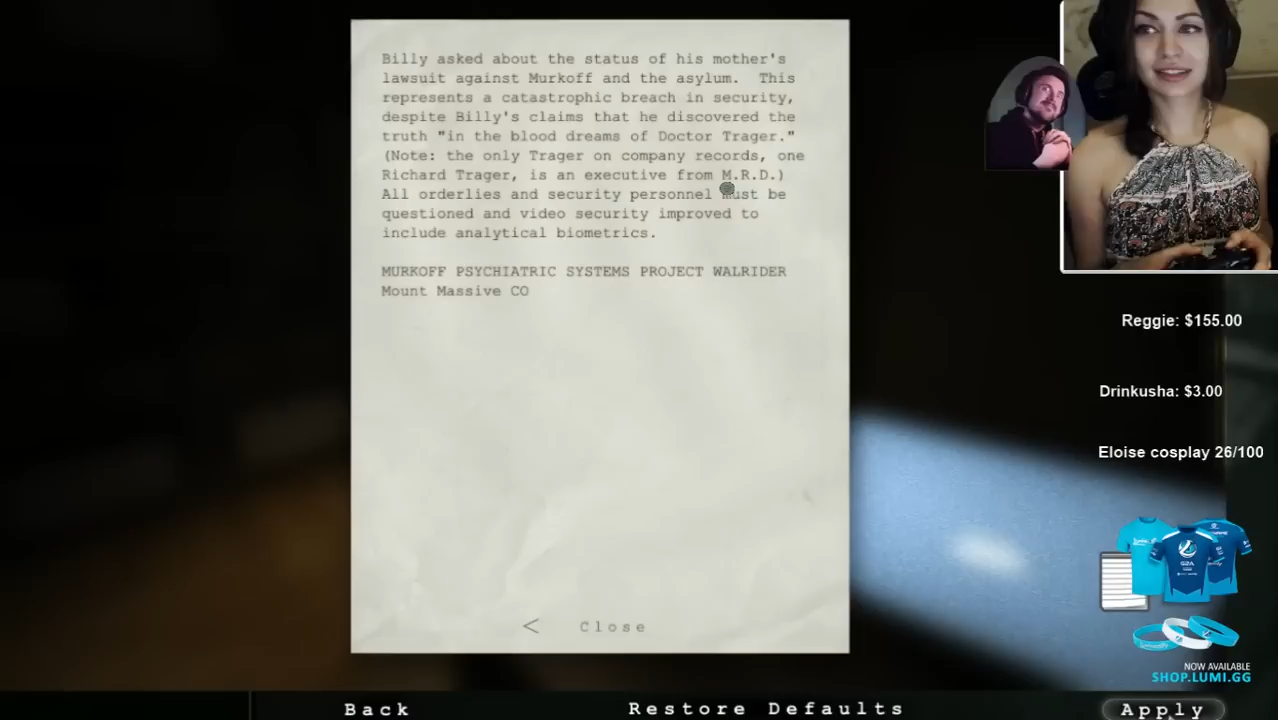 Billy asked about the status of his mother's
lawsuit against Murkoff and the asylum.  This
represents a catastrophic breach in security,
despite Billy's claims that he discovered the
truth "in the blood dreams of Doctor Trager."
(Note: the only Trager on company records, one
Richard Trager, is an executive from M.R.D.)
All orderlies and security personnel must be
questioned and video security improved to
include analytical biometrics.
MURKOFF PSYCHIATRIC SYSTEMS PROJECT WALRIDER
Mount Massive CO
< Close
Back
Restore Defaults
Apply
Reggie: $155.00
Drinkusha: $3.00
Eloise cosplay 26/100
NOW AVAILABLE
SHOP.LUMI.GG